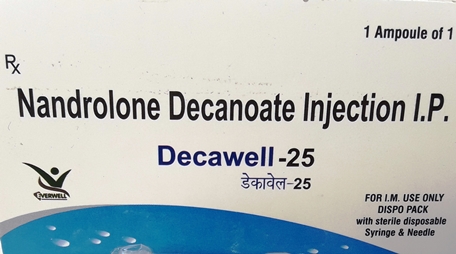 1 Ampoule of 1
Rx
Nandrolone Decanoate Injection I.P.
Decawell-25
डेकावेल-25
EVERWELL
FOR I.M. USE ONLY
DISPO PACK
with sterile disposable
Syringe & Needle